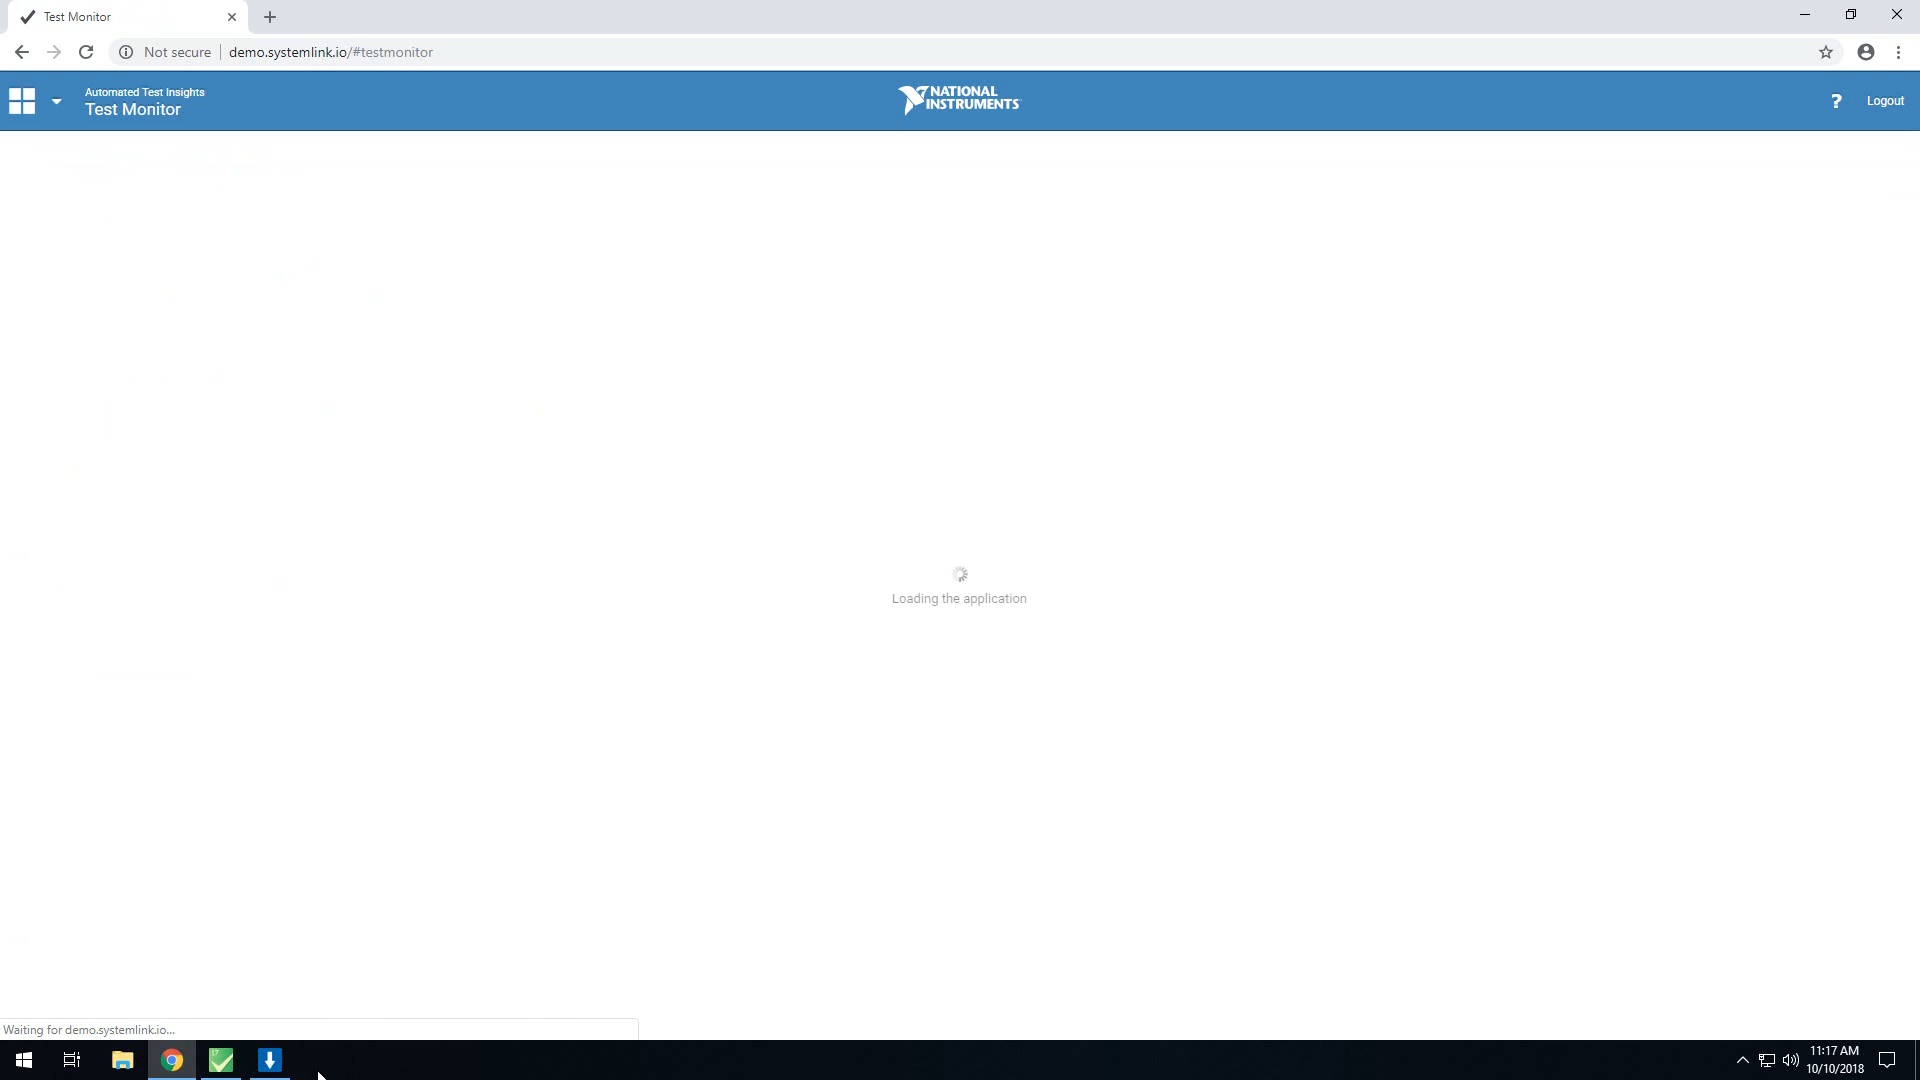 Test Monitor
Not secure
demo.systemlink.io/#testmonitor
Automated Test Insights
Test Monitor
NATIONAL
INSTRUMENTS
?
Logout
Loading the application
Waiting for demo.systemlink.io...
17
11:17 AM
10/10/2018